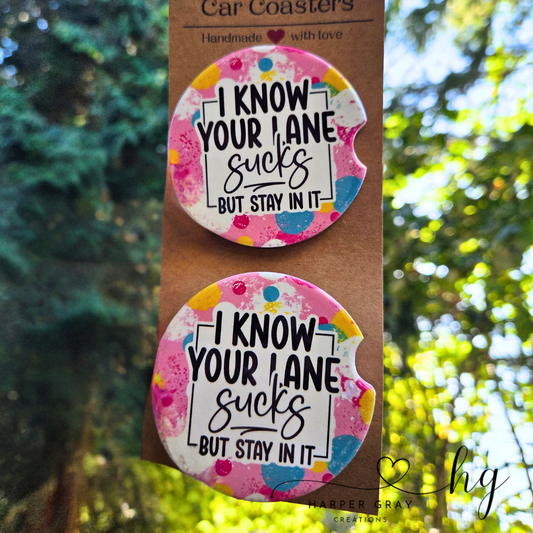 Car Coasters
Handmade with love
I KNOW
YOUR LANE
sucks
BUT STAY IN IT
I KNOW
YOUR LANE
sucks
BUT STAY IN IT
hg
HARPER GRAY
CREATIONS